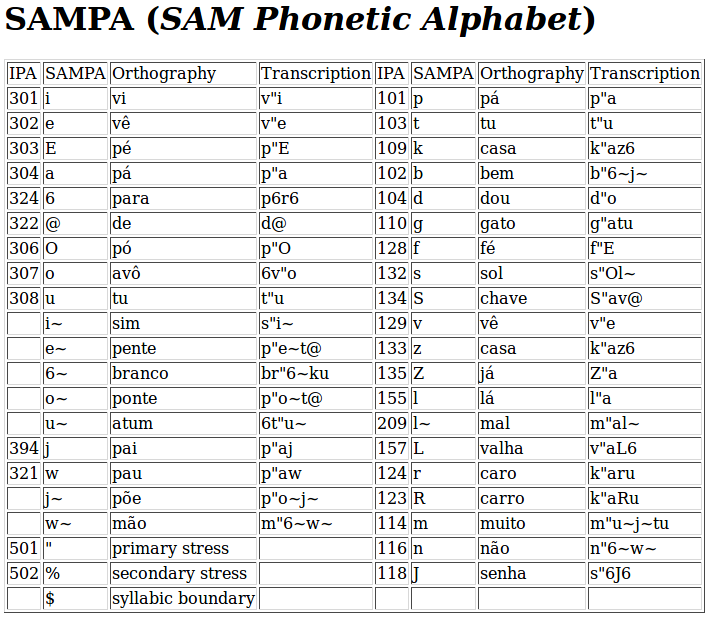 SAMPA (SAM Phonetic Alphabet)
IPA SAMPA Orthography Transcription IPA SAMPA Orthography Transcription
301 i vi v"i 101 p pá p"a
302 e vê v"e 103 t tu t"u
303 E pé p"E 109 k casa k"az6
304 a pá p"a 102 b bem b"6~j~
324 6 para p6r6 104 d dou d"o
322 @ de d@ 110 g gato g"atu
306 O pó p"O 128 f fé f"E
307 o avô 6v"o 132 s sol s"Ol~
308 u tu t"u 134 S chave S"av@
i~ sim s"i~ 129 v vê v"e
e~ pente p"e~t@ 133 z casa k"az6
6~ branco br"6~ku 135 Z já Z"a
o~ ponte p"o~t@ 155 l lá l"a
u~ atum 6t"u~ 209 l~ mal m"al~
394 j pai p"aj 157 L valha v"aL6
321 w pau p"aw 124 r caro k"aru
j~ põe p"o~j~ 123 R carro k"aRu
w~ mão m"6~w~ 114 m muito m"u~j~tu
501 " primary stress 116 n não n"6~w~
502 % secondary stress 118 J senha s"6J6
$ syllabic boundary